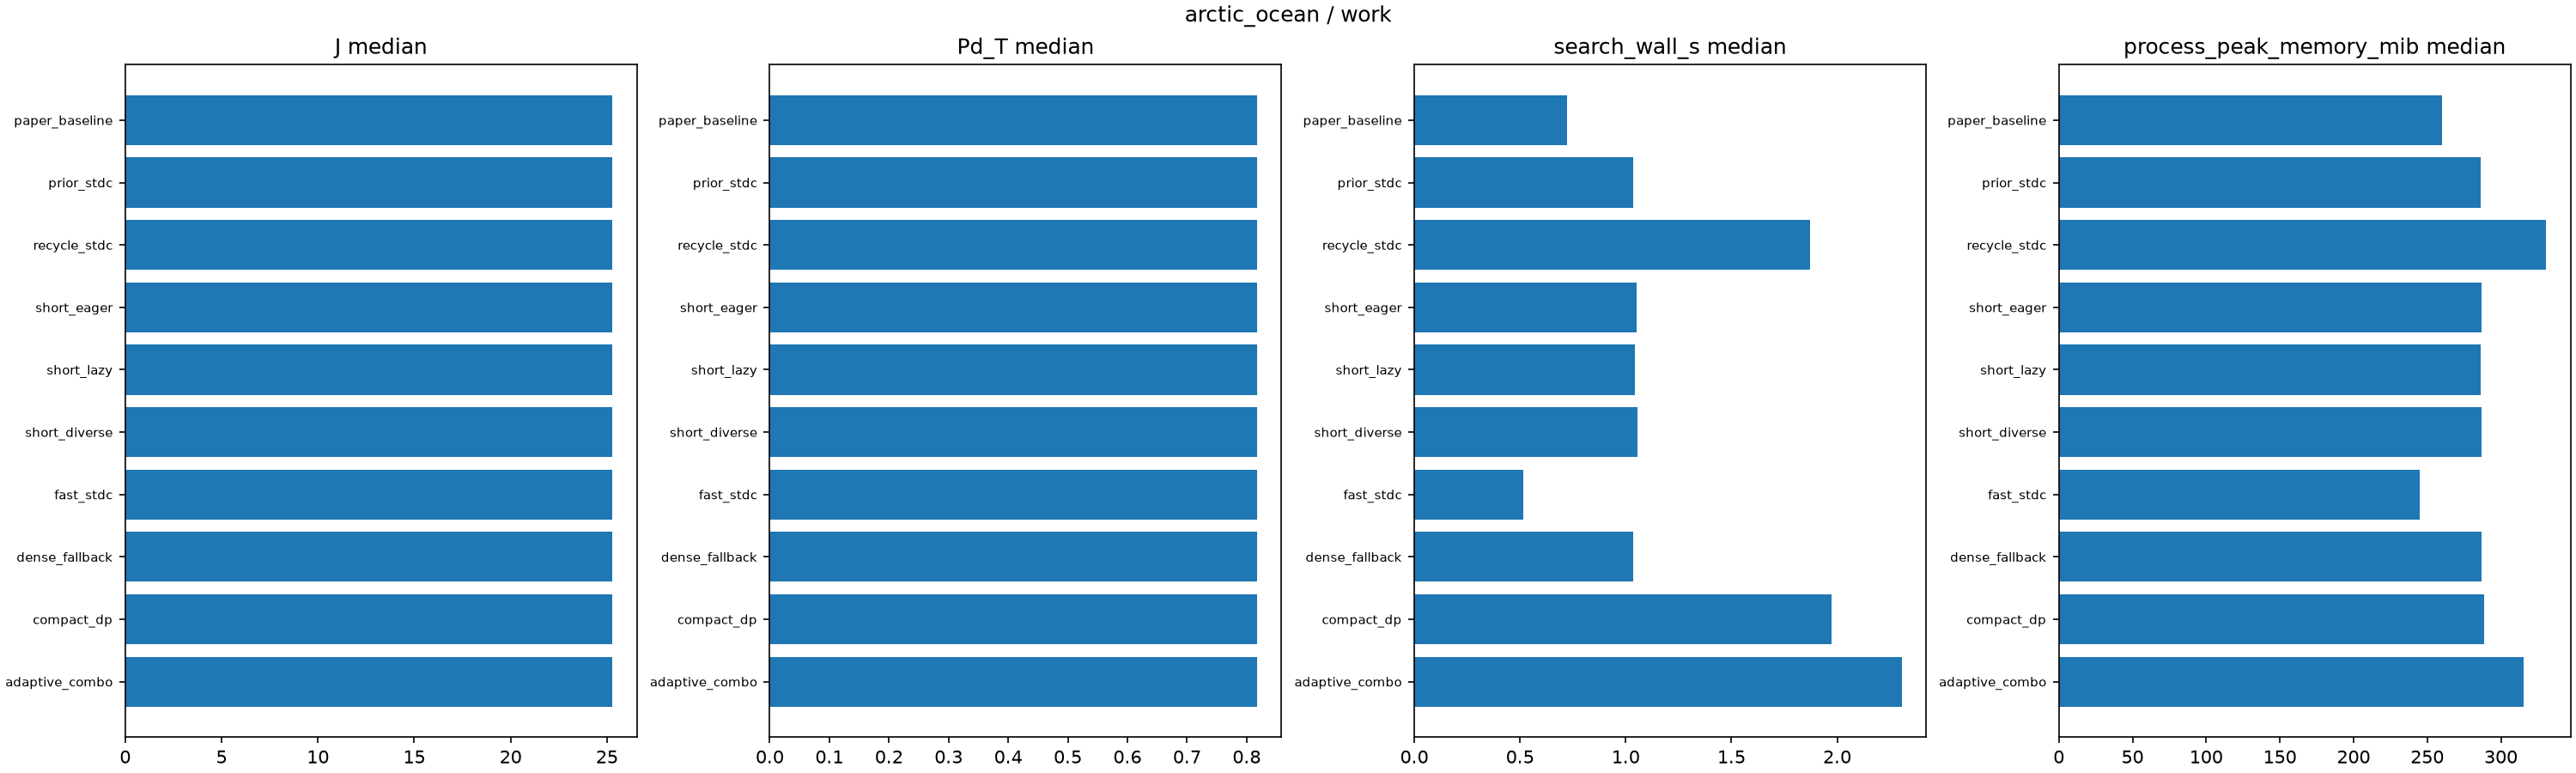 arctic_ocean / work
J median
paper_baseline
prior_stdc
recycle_stdc
short_eager
short_lazy
short_diverse
fast_stdc
dense_fallback
compact_dp
adaptive_combo
0 5 10 15 20 25
Pd_T median
paper_baseline
prior_stdc
recycle_stdc
short_eager
short_lazy
short_diverse
fast_stdc
dense_fallback
compact_dp
adaptive_combo
0.0 0.1 0.2 0.3 0.4 0.5 0.6 0.7 0.8
search_wall_s median
paper_baseline
prior_stdc
recycle_stdc
short_eager
short_lazy
short_diverse
fast_stdc
dense_fallback
compact_dp
adaptive_combo
0.0 0.5 1.0 1.5 2.0
process_peak_memory_mib median
paper_baseline
prior_stdc
recycle_stdc
short_eager
short_lazy
short_diverse
fast_stdc
dense_fallback
compact_dp
adaptive_combo
0 50 100 150 200 250 300